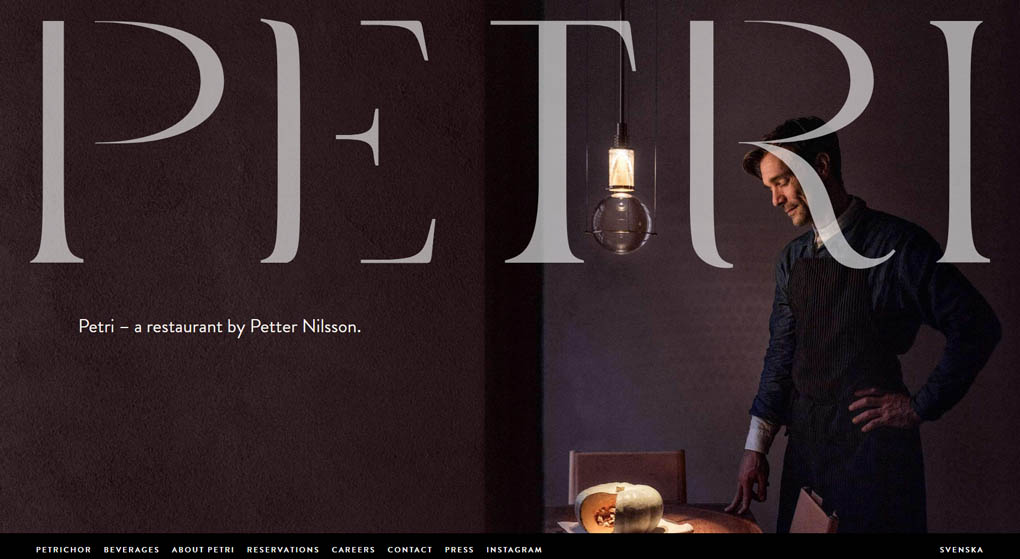 PETRI
Petri – a restaurant by Petter Nilsson.
PETRICHOR BEVERAGES ABOUT PETRI RESERVATIONS CAREERS CONTACT PRESS INSTAGRAM SVENSKA